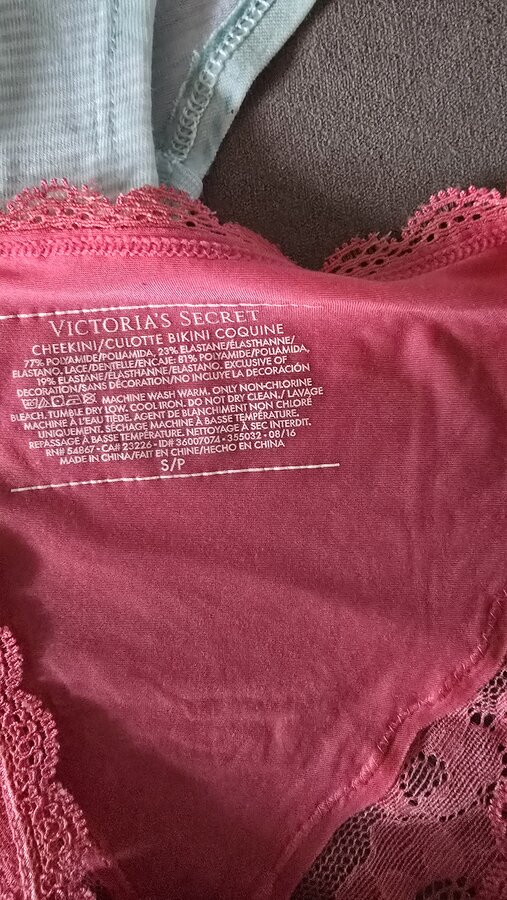 VICTORIA'S SECRET
CHEEKINI/CULOTTE BIKINI COQUINE
77% POLYAMIDE/POLIAMIDA, 23% ELASTANE/ÉLASTHANNE/
ELASTANO. LACE/DENTELLE/ENCAJE: 81% POLYAMIDE/POLIAMIDA,
19% ELASTANE/ÉLASTHANNE/ELASTANO. EXCLUSIVE OF
DECORATION/SANS DÉCORATION/NO INCLUYE LA DECORACIÓN
MACHINE WASH WARM. ONLY NON-CHLORINE
BLEACH. TUMBLE DRY LOW. COOL IRON. DO NOT DRY CLEAN. / LAVAGE
MACHINE À L'EAU TIÈDE. AGENT DE BLANCHIMENT NON CHLORÉ
UNIQUEMENT. SÉCHAGE MACHINE À BASSE TEMPÉRATURE.
REPASSAGE À BASSE TEMPÉRATURE. NETTOYAGE À SEC INTERDIT.
RN# 54867 - CA# 23226 - ID# 36007074 - 355032 - 08/16
MADE IN CHINA/FAIT EN CHINE/HECHO EN CHINA
S/P